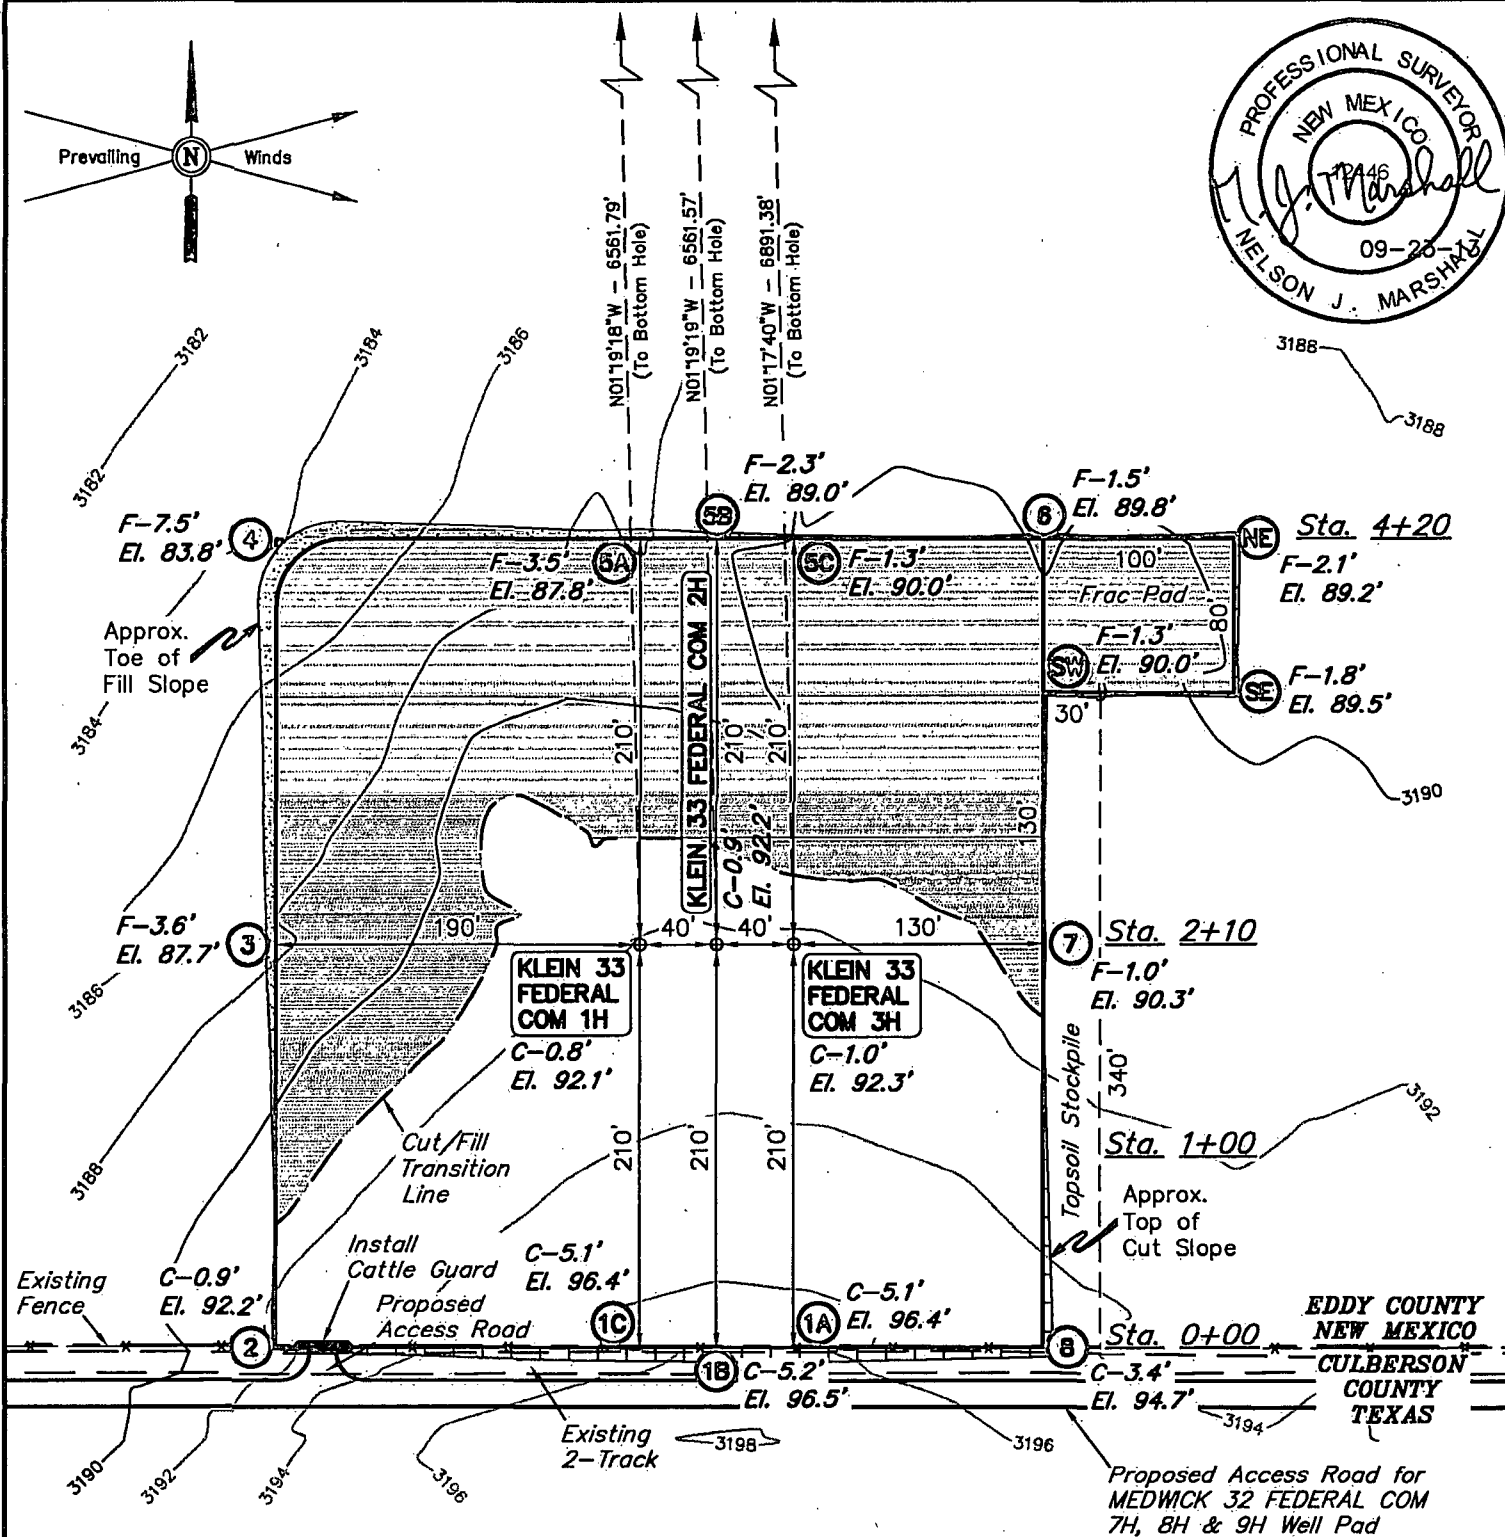 PROFESSIONAL SURVEYOR
NEW MEXICO
12446
N. J. Marshall
09-23-13
NELSON J. MARSHALL
Prevailing
N
Winds
N01°19'18"W - 6561.79'
(To Bottom Hole)
N01°19'19"W - 6561.57'
(To Bottom Hole)
N01°17'40"W - 6891.38'
(To Bottom Hole)
3182
3184
3186
3188
3188
3182
F-7.5'
El. 83.8'
4
F-3.5'
El. 87.8'
5A
5B
F-2.3'
El. 89.0'
5C
F-1.3'
El. 90.0'
6
F-1.5'
El. 89.8'
NE
Sta. 4+20
F-2.1'
El. 89.2'
100'
Frac Pad
80'
SW
F-1.3'
El. 90.0'
SE
F-1.8'
El. 89.5'
30'
Approx.
Toe of
Fill Slope
3184
210'
KLEIN 33 FEDERAL COM 2H
210'
210'
C-0.9'
El. 92.2'
130'
3190
F-3.6'
El. 87.7'
3
190'
40'
40'
130'
7
Sta. 2+10
F-1.0'
El. 90.3'
3186
KLEIN 33
FEDERAL
COM 1H
C-0.8'
El. 92.1'
KLEIN 33
FEDERAL
COM 3H
C-1.0'
El. 92.3'
Topsoil Stockpile
340'
3192
Cut/Fill
Transition
Line
210'
210'
210'
Sta. 1+00
3188
Approx.
Top of
Cut Slope
Existing
Fence
C-0.9'
El. 92.2'
2
Install
Cattle Guard
Proposed
Access Road
C-5.1'
El. 96.4'
1C
1A
C-5.1'
El. 96.4'
1B
C-5.2'
El. 96.5'
8
Sta. 0+00
C-3.4'
El. 94.7'
EDDY COUNTY
NEW MEXICO
CULBERSON
COUNTY
TEXAS
3190
3192
3194
3196
Existing
2-Track
3198
3196
3194
Proposed Access Road for
MEDWICK 32 FEDERAL COM
7H, 8H & 9H Well Pad